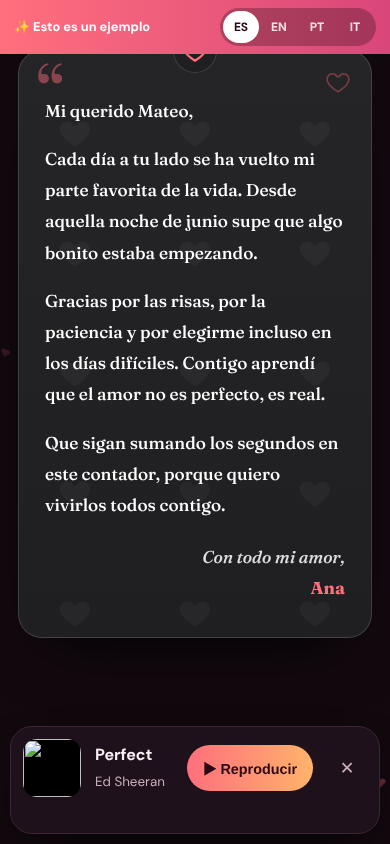 ✨ Esto es un ejemplo
ES EN PT IT
Mi querido Mateo,
Cada día a tu lado se ha vuelto mi
parte favorita de la vida. Desde
aquella noche de junio supe que algo
bonito estaba empezando.
Gracias por las risas, por la
paciencia y por elegirme incluso en
los días difíciles. Contigo aprendí
que el amor no es perfecto, es real.
Que sigan sumando los segundos en
este contador, porque quiero
vivirlos todos contigo.
Con todo mi amor,
Ana
Perfect
Ed Sheeran
▶ Reproducir
✕